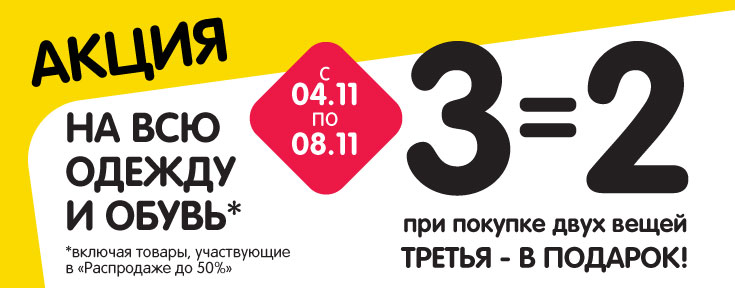 АКЦИЯ
НА ВСЮ
ОДЕЖДУ
И ОБУВЬ*
*включая товары, участвующие
в «Распродаже до 50%»
С
04.11
ПО
08.11
3=2
при покупке двух вещей
ТРЕТЬЯ - В ПОДАРОК!